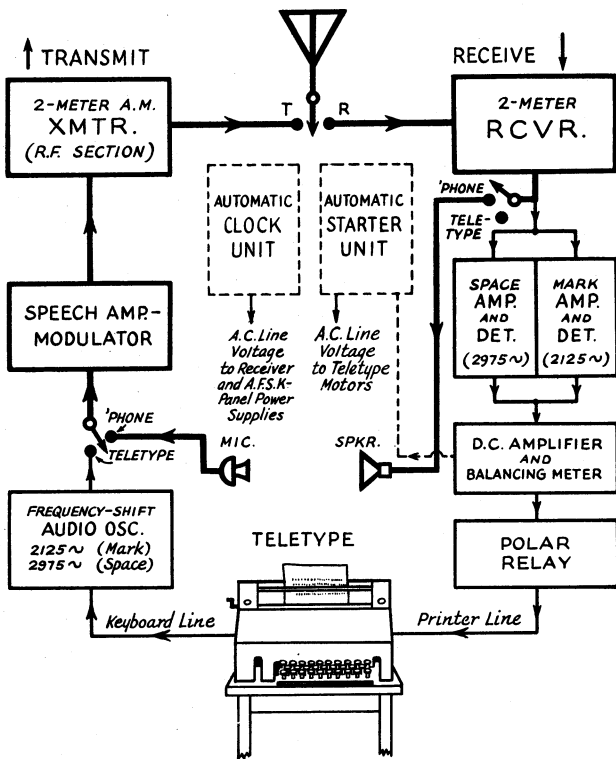 TRANSMIT
RECEIVE
2-METER A.M.
XMTR.
(R.F. SECTION)
T
R
2-METER
RCVR.
'PHONE
TELE-
TYPE
AUTOMATIC
CLOCK
UNIT
AUTOMATIC
STARTER
UNIT
SPACE
AMP.
AND
DET.
(2975~)
MARK
AMP.
AND
DET.
(2125~)
SPEECH AMP.-
MODULATOR
A.C. Line
Voltage
to Receiver
and A.F.S.K-
Panel Power
Supplies
A.C. Line
Voltage
to Teletype
Motors
'PHONE
TELETYPE
MIC.
SPKR.
D.C. AMPLIFIER
AND
BALANCING METER
FREQUENCY-SHIFT
AUDIO OSC.
2125~ (Mark)
2975~ (Space)
TELETYPE
POLAR
RELAY
Keyboard Line
Printer Line